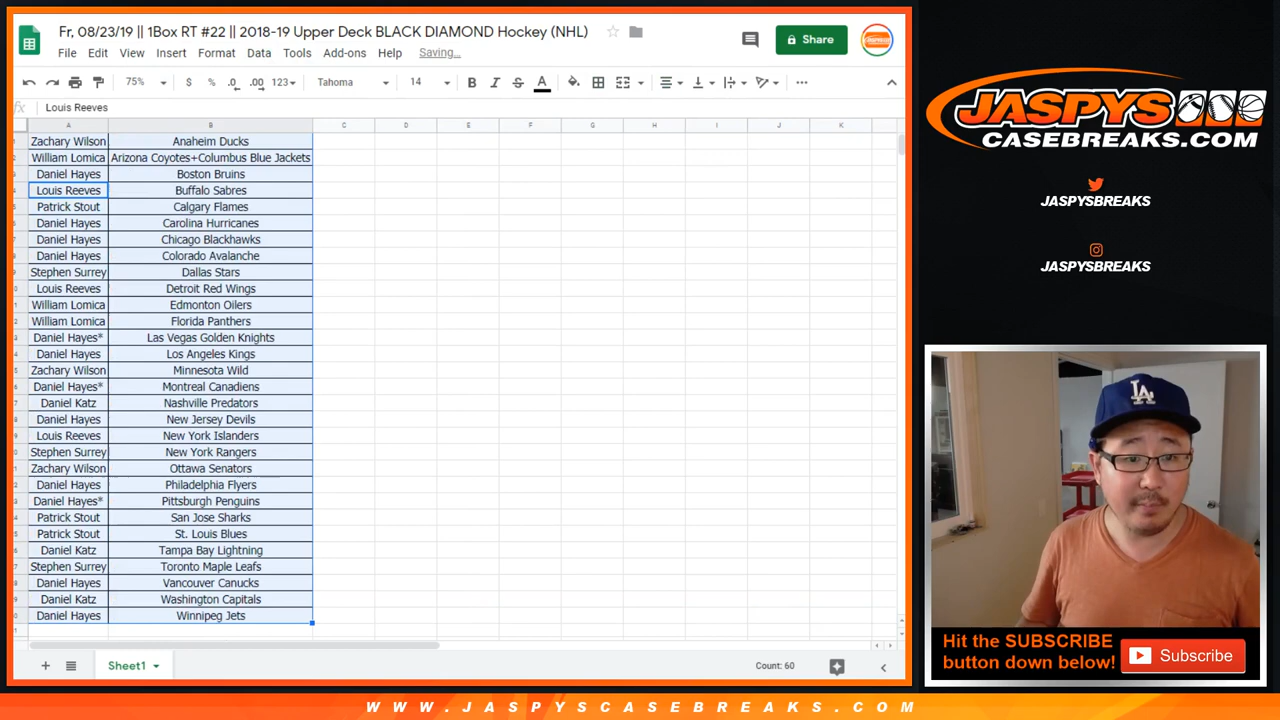 Fr, 08/23/19 || 1Box RT #22 || 2018-19 Upper Deck BLACK DIAMOND Hockey (NHL)
File Edit View Insert Format Data Tools Add-ons Help Saving...
Share
75% $ % .0 .00 123 Tahoma 14 B I S A
fx Louis Reeves
A B C D E F G H I J K
Zachary Wilson Anaheim Ducks
William Lomica Arizona Coyotes+Columbus Blue Jackets
Daniel Hayes Boston Bruins
Louis Reeves Buffalo Sabres
Patrick Stout Calgary Flames
Daniel Hayes Carolina Hurricanes
Daniel Hayes Chicago Blackhawks
Daniel Hayes Colorado Avalanche
Stephen Surrey Dallas Stars
Louis Reeves Detroit Red Wings
William Lomica Edmonton Oilers
William Lomica Florida Panthers
Daniel Hayes* Las Vegas Golden Knights
Daniel Hayes Los Angeles Kings
Zachary Wilson Minnesota Wild
Daniel Hayes* Montreal Canadiens
Daniel Katz Nashville Predators
Daniel Hayes New Jersey Devils
Louis Reeves New York Islanders
Stephen Surrey New York Rangers
Zachary Wilson Ottawa Senators
Daniel Hayes Philadelphia Flyers
Daniel Hayes* Pittsburgh Penguins
Patrick Stout San Jose Sharks
Patrick Stout St. Louis Blues
Daniel Katz Tampa Bay Lightning
Stephen Surrey Toronto Maple Leafs
Daniel Hayes Vancouver Canucks
Daniel Katz Washington Capitals
Daniel Hayes Winnipeg Jets
Sheet1
Count: 60
JASPYS
CASEBREAKS.COM
JASPYSBREAKS
JASPYSBREAKS
LA
Hit the SUBSCRIBE
button down below!
Subscribe
WWW.JASPYSCASEBREAKS.COM